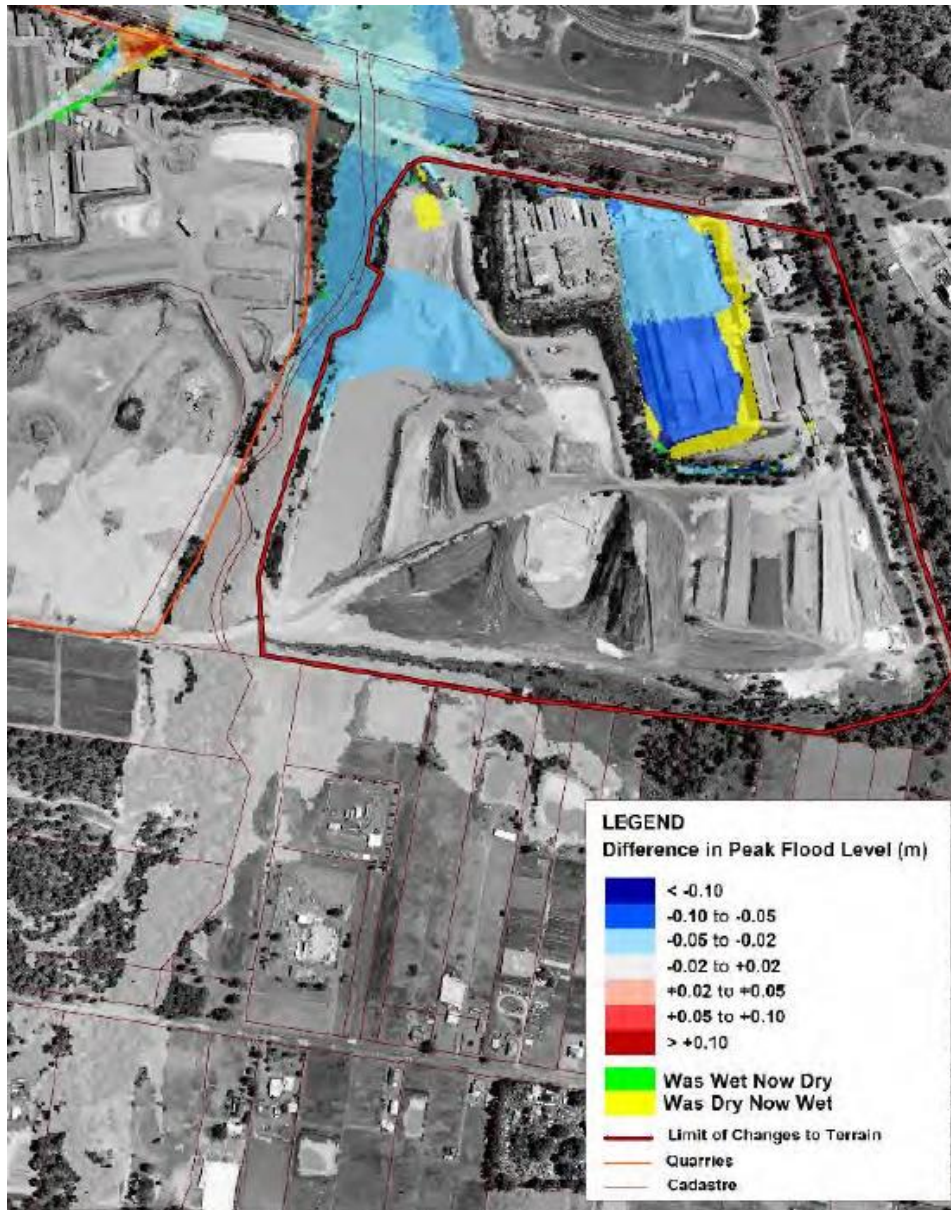 LEGEND
Difference in Peak Flood Level (m)
< -0.10
-0.10 to -0.05
-0.05 to -0.02
-0.02 to +0.02
+0.02 to +0.05
+0.05 to +0.10
> +0.10
Was Wet Now Dry
Was Dry Now Wet
Limit of Changes to Terrain
Quarries
Cadastre